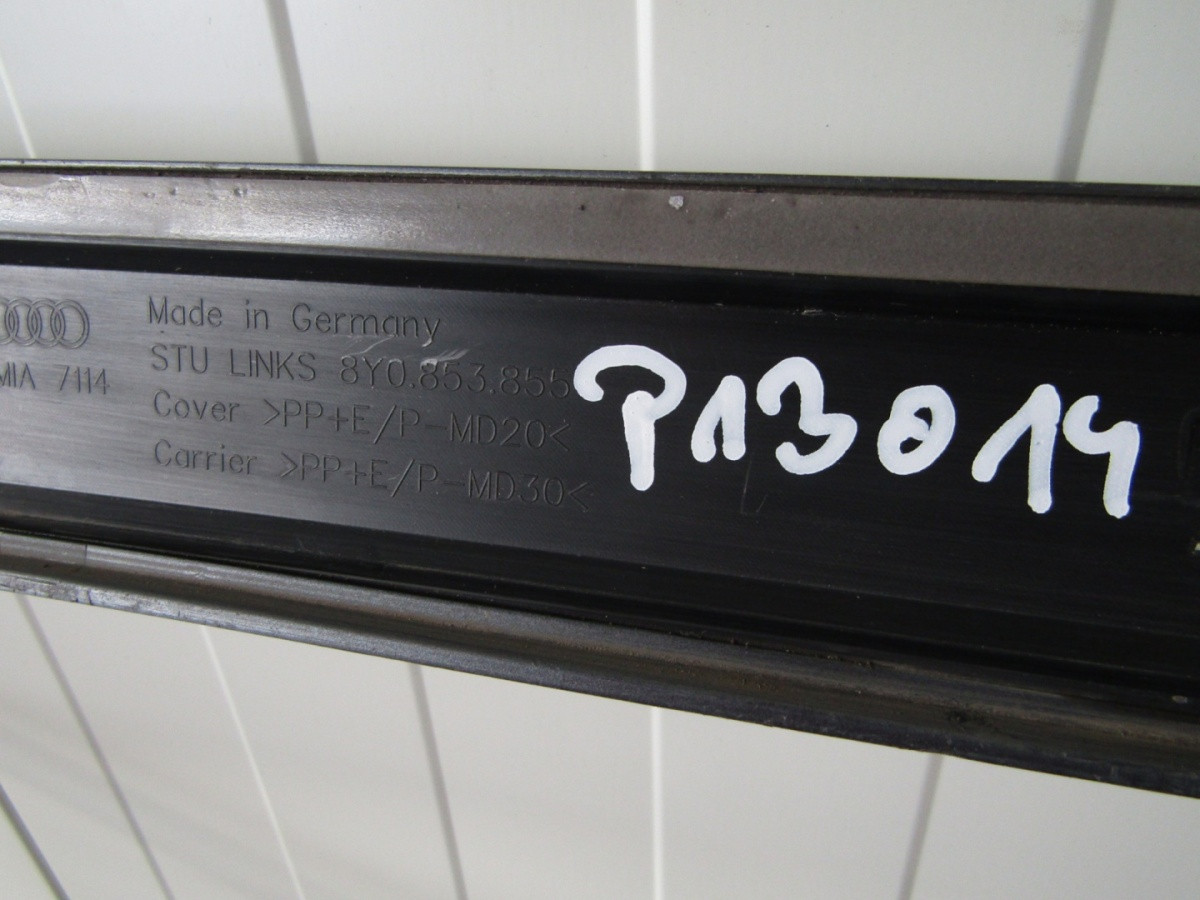 Made in Germany
MIA 7114
STU LINKS 8Y0.853.855
Cover >PP+E/P-MD20<
Carrier >PP+E/P-MD30<
P13014